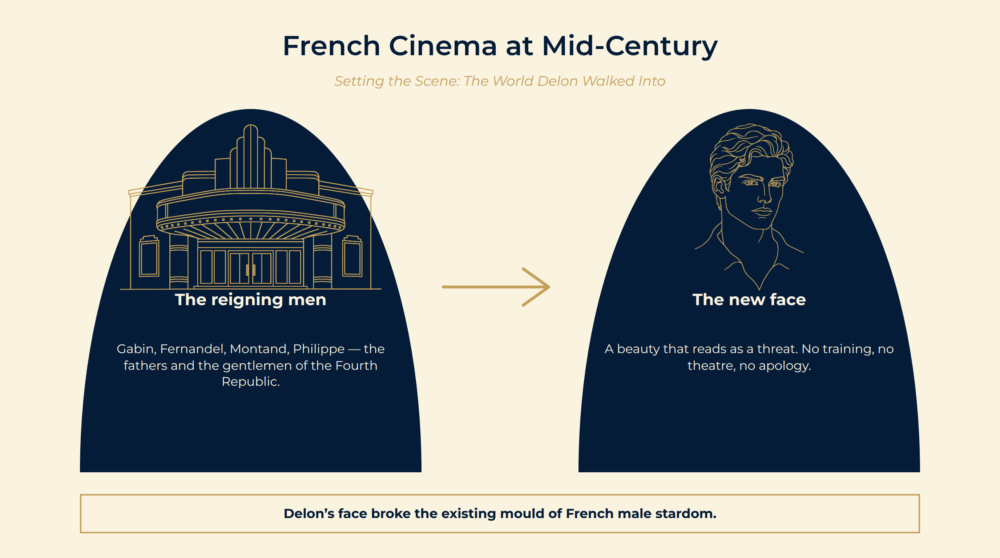 French Cinema at Mid-Century
Setting the Scene: The World Delon Walked Into
The reigning men
Gabin, Fernandel, Montand, Philippe — the
fathers and the gentlemen of the Fourth
Republic.
The new face
A beauty that reads as a threat. No training, no
theatre, no apology.
Delon’s face broke the existing mould of French male stardom.